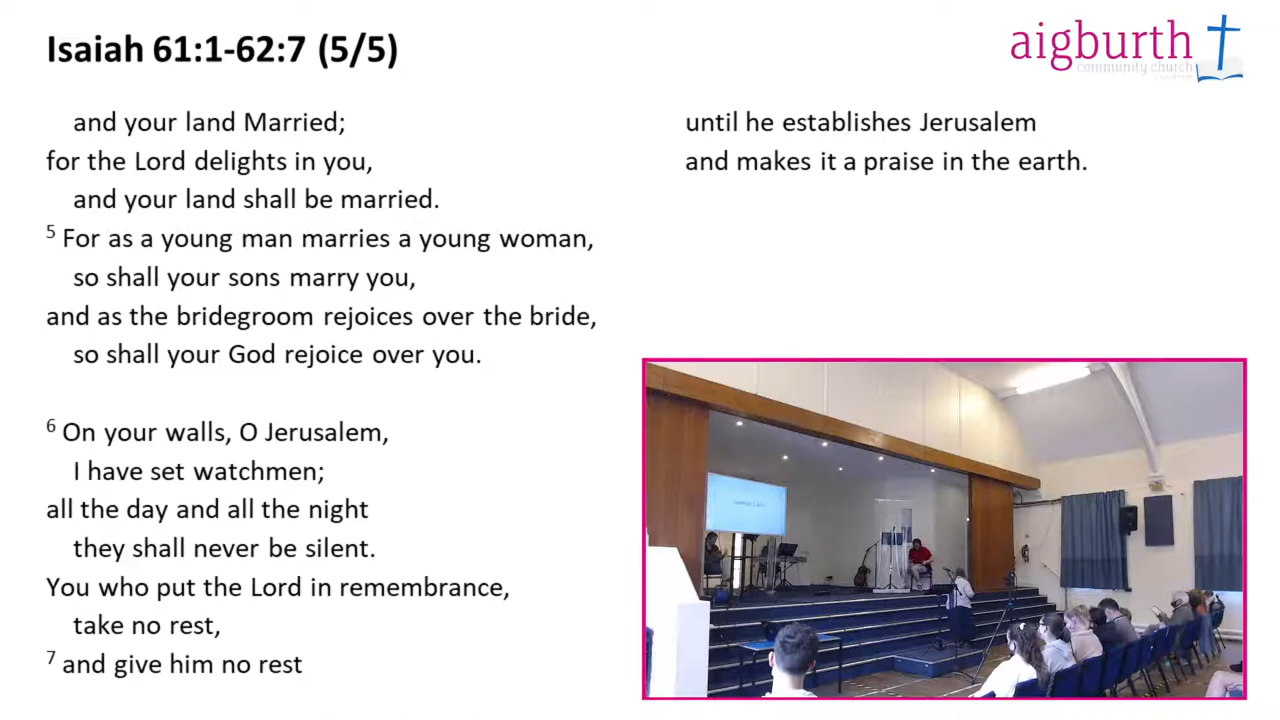 Isaiah 61:1-62:7 (5/5)
aigburth
community church
and your land Married;
for the Lord delights in you,
and your land shall be married.
5 For as a young man marries a young woman,
so shall your sons marry you,
and as the bridegroom rejoices over the bride,
so shall your God rejoice over you.
6 On your walls, O Jerusalem,
I have set watchmen;
all the day and all the night
they shall never be silent.
You who put the Lord in remembrance,
take no rest,
7 and give him no rest
until he establishes Jerusalem
and makes it a praise in the earth.